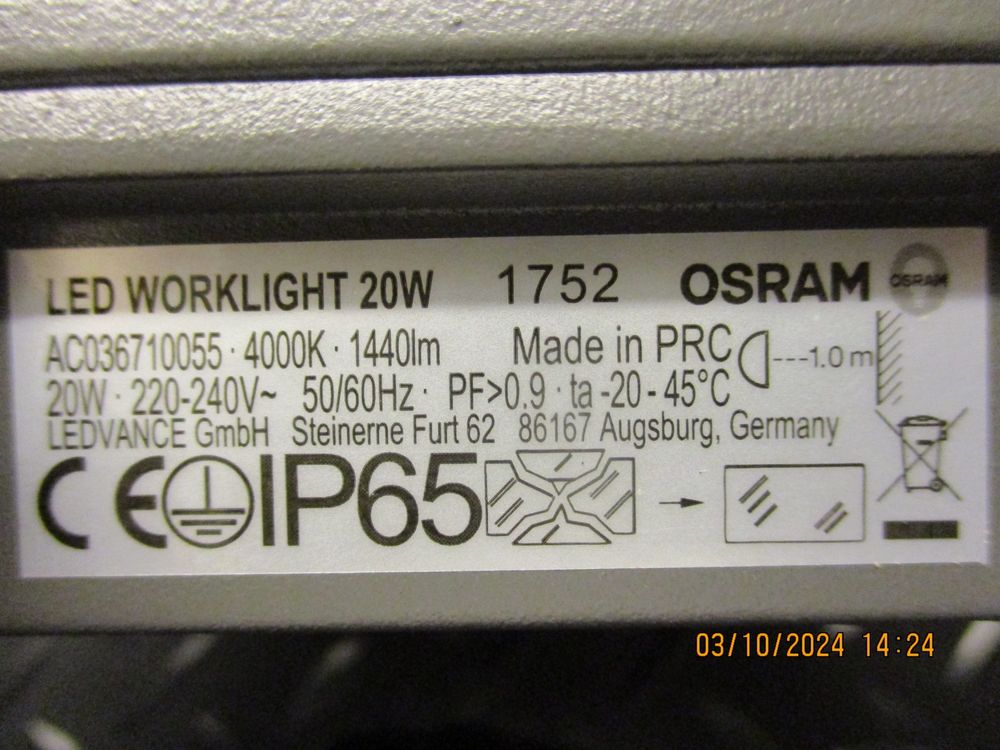 LED WORKLIGHT 20W 1752 OSRAM OSRAM
AC036710055 · 4000K · 1440lm Made in PRC 1.0 m
20W · 220-240V~ 50/60Hz · PF>0.9 · ta -20 - 45°C
LEDVANCE GmbH Steinerne Furt 62 86167 Augsburg, Germany
CE IP65
03/10/2024 14:24